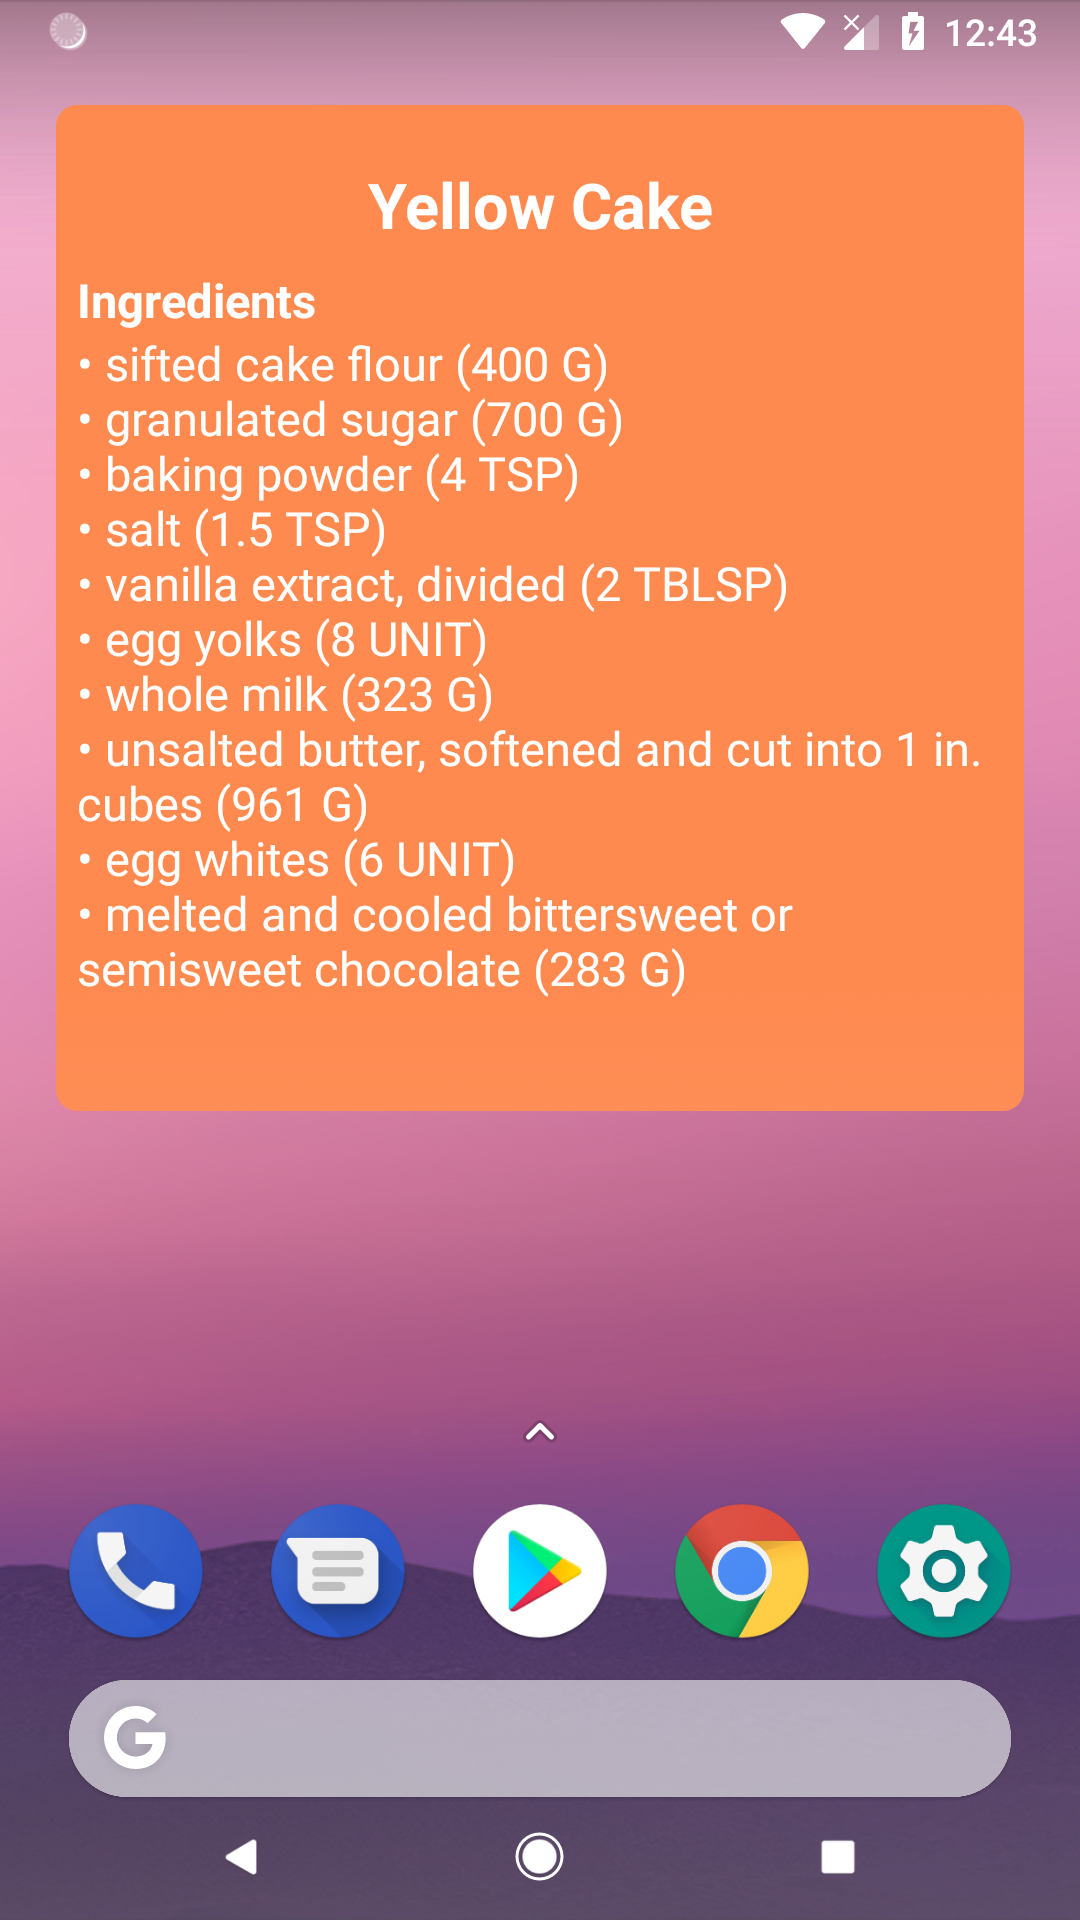 12:43
Yellow Cake
Ingredients
• sifted cake flour (400 G)
• granulated sugar (700 G)
• baking powder (4 TSP)
• salt (1.5 TSP)
• vanilla extract, divided (2 TBLSP)
• egg yolks (8 UNIT)
• whole milk (323 G)
• unsalted butter, softened and cut into 1 in.
cubes (961 G)
• egg whites (6 UNIT)
• melted and cooled bittersweet or
semisweet chocolate (283 G)
G